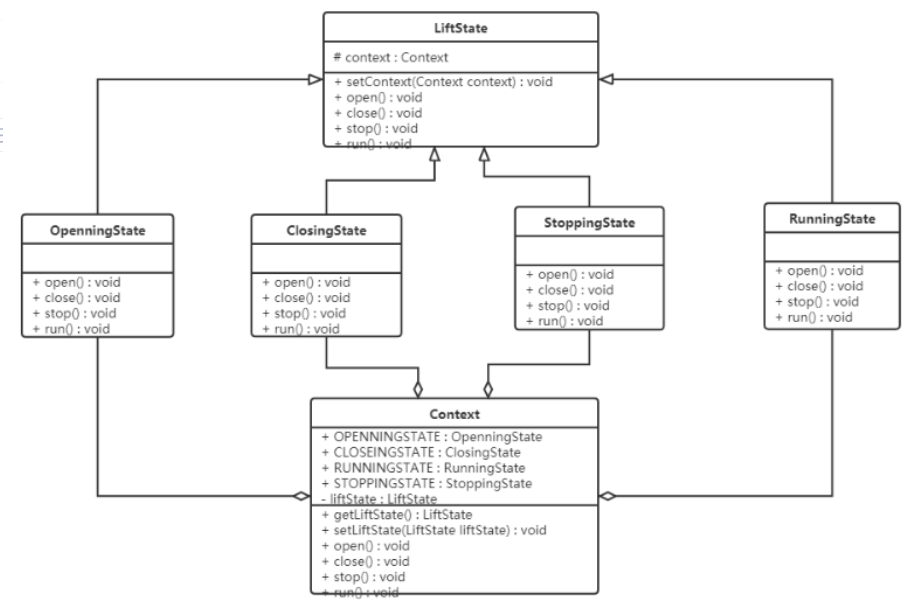 LiftState
# context : Context
+ setContext(Context context) : void
+ open() : void
+ close() : void
+ stop() : void
+ run() : void
OpenningState
+ open() : void
+ close() : void
+ stop() : void
+ run() : void
ClosingState
+ open() : void
+ close() : void
+ stop() : void
+ run() : void
StoppingState
+ open() : void
+ close() : void
+ stop() : void
+ run() : void
RunningState
+ open() : void
+ close() : void
+ stop() : void
+ run() : void
Context
+ OPENNINGSTATE : OpenningState
+ CLOSEINGSTATE : ClosingState
+ RUNNINGSTATE : RunningState
+ STOPPINGSTATE : StoppingState
- liftState : LiftState
+ getLiftState() : LiftState
+ setLiftState(LiftState liftState) : void
+ open() : void
+ close() : void
+ stop() : void
+ run() : void